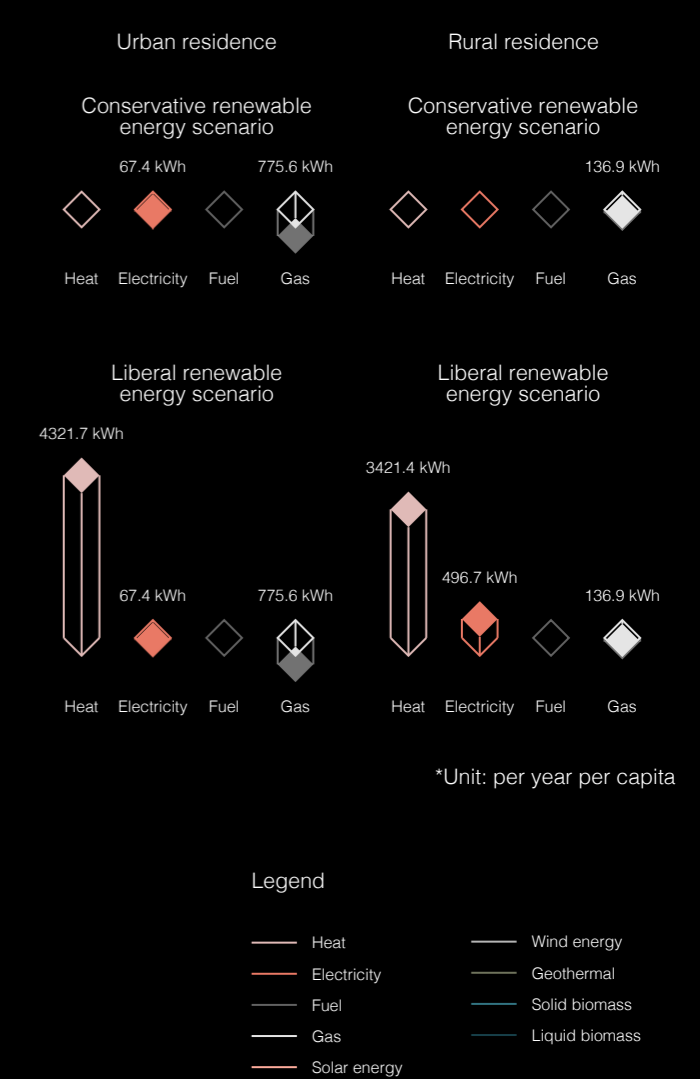 Urban residence
Rural residence
Conservative renewable
energy scenario
Conservative renewable
energy scenario
67.4 kWh
775.6 kWh
136.9 kWh
Heat
Electricity
Fuel
Gas
Heat
Electricity
Fuel
Gas
Liberal renewable
energy scenario
Liberal renewable
energy scenario
4321.7 kWh
3421.4 kWh
496.7 kWh
67.4 kWh
775.6 kWh
136.9 kWh
Heat
Electricity
Fuel
Gas
Heat
Electricity
Fuel
Gas
*Unit: per year per capita
Legend
Heat
Electricity
Fuel
Gas
Solar energy
Wind energy
Geothermal
Solid biomass
Liquid biomass